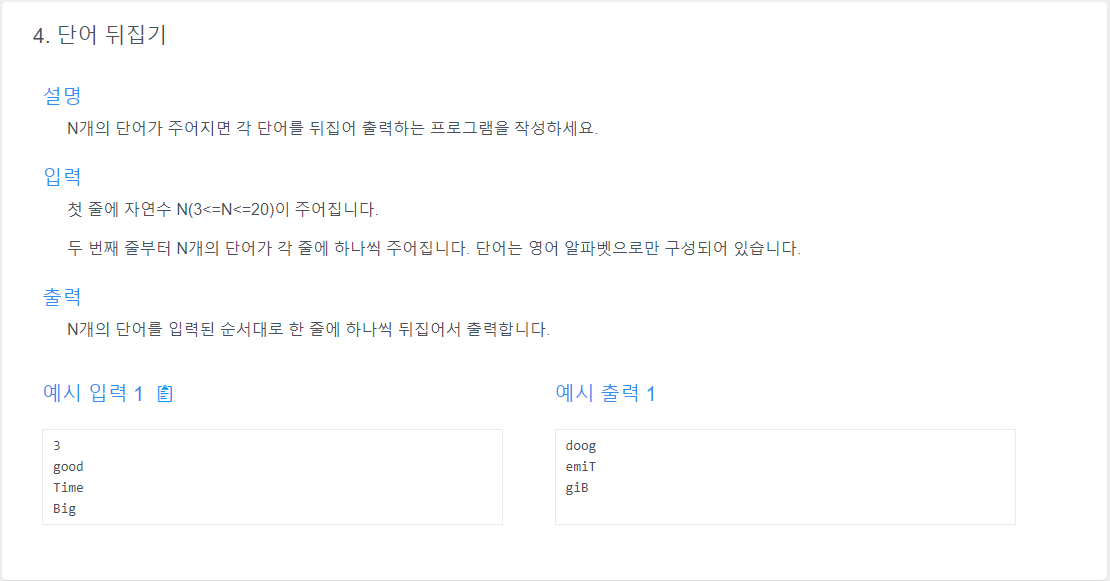 4. 단어 뒤집기
설명
N개의 단어가 주어지면 각 단어를 뒤집어 출력하는 프로그램을 작성하세요.
입력
첫 줄에 자연수 N(3<=N<=20)이 주어집니다.
두 번째 줄부터 N개의 단어가 각 줄에 하나씩 주어집니다. 단어는 영어 알파벳으로만 구성되어 있습니다.
출력
N개의 단어를 입력된 순서대로 한 줄에 하나씩 뒤집어서 출력합니다.
예시 입력 1
3
good
Time
Big
예시 출력 1
doog
emiT
giB